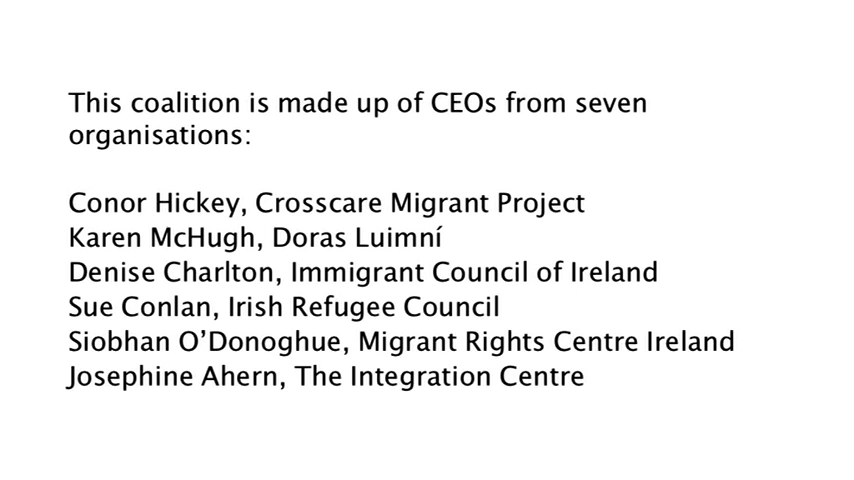 This coalition is made up of CEOs from seven
organisations:
Conor Hickey, Crosscare Migrant Project
Karen McHugh, Doras Luimní
Denise Charlton, Immigrant Council of Ireland
Sue Conlan, Irish Refugee Council
Siobhan O’Donoghue, Migrant Rights Centre Ireland
Josephine Ahern, The Integration Centre